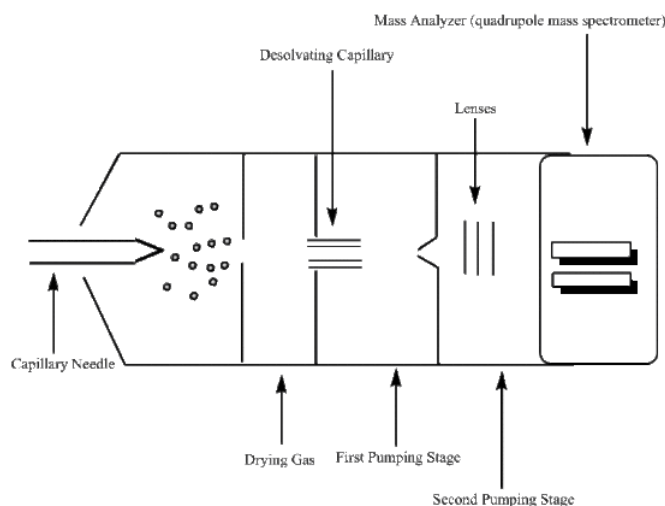 Mass Analyzer (quadrupole mass spectrometer)
Desolvating Capillary
Lenses
Capillary Needle
Drying Gas
First Pumping Stage
Second Pumping Stage